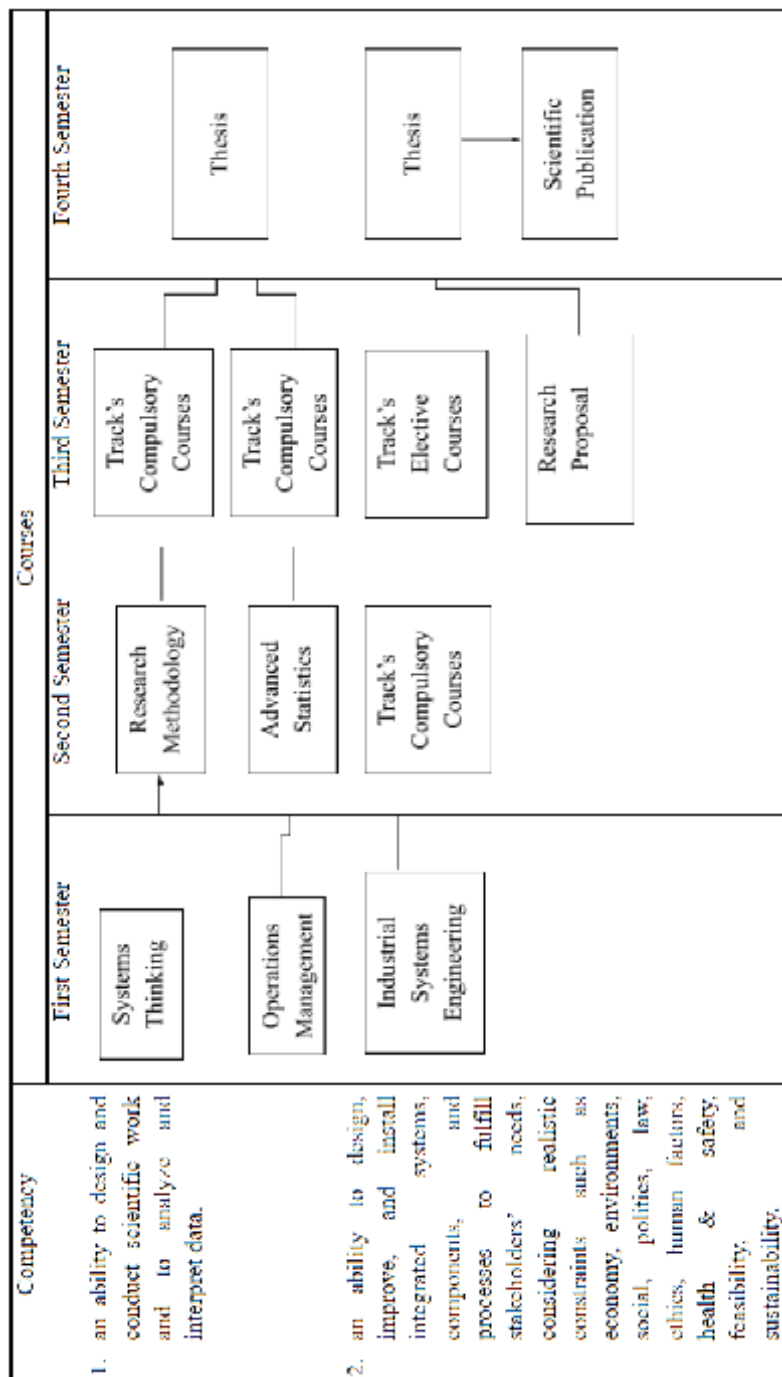 Competency
Courses
First Semester
Second Semester
Third Semester
Fourth Semester
1. an ability to design and
conduct scientific work
and to analyze and
interpret data.
Systems
Thinking
Research
Methodology
Track's
Compulsory
Courses
Thesis
Operations
Management
Advanced
Statistics
Track's
Compulsory
Courses
2. an ability to design,
improve, and install
integrated systems,
components, and
processes to fulfill
stakeholders' needs,
considering realistic
constraints such as
economy, environments,
social, politics, law,
ethics, human factors,
health & safety,
feasibility, and
sustainability.
Industrial
Systems
Engineering
Track's
Compulsory
Courses
Track's
Elective
Courses
Thesis
Research
Proposal
Scientific
Publication